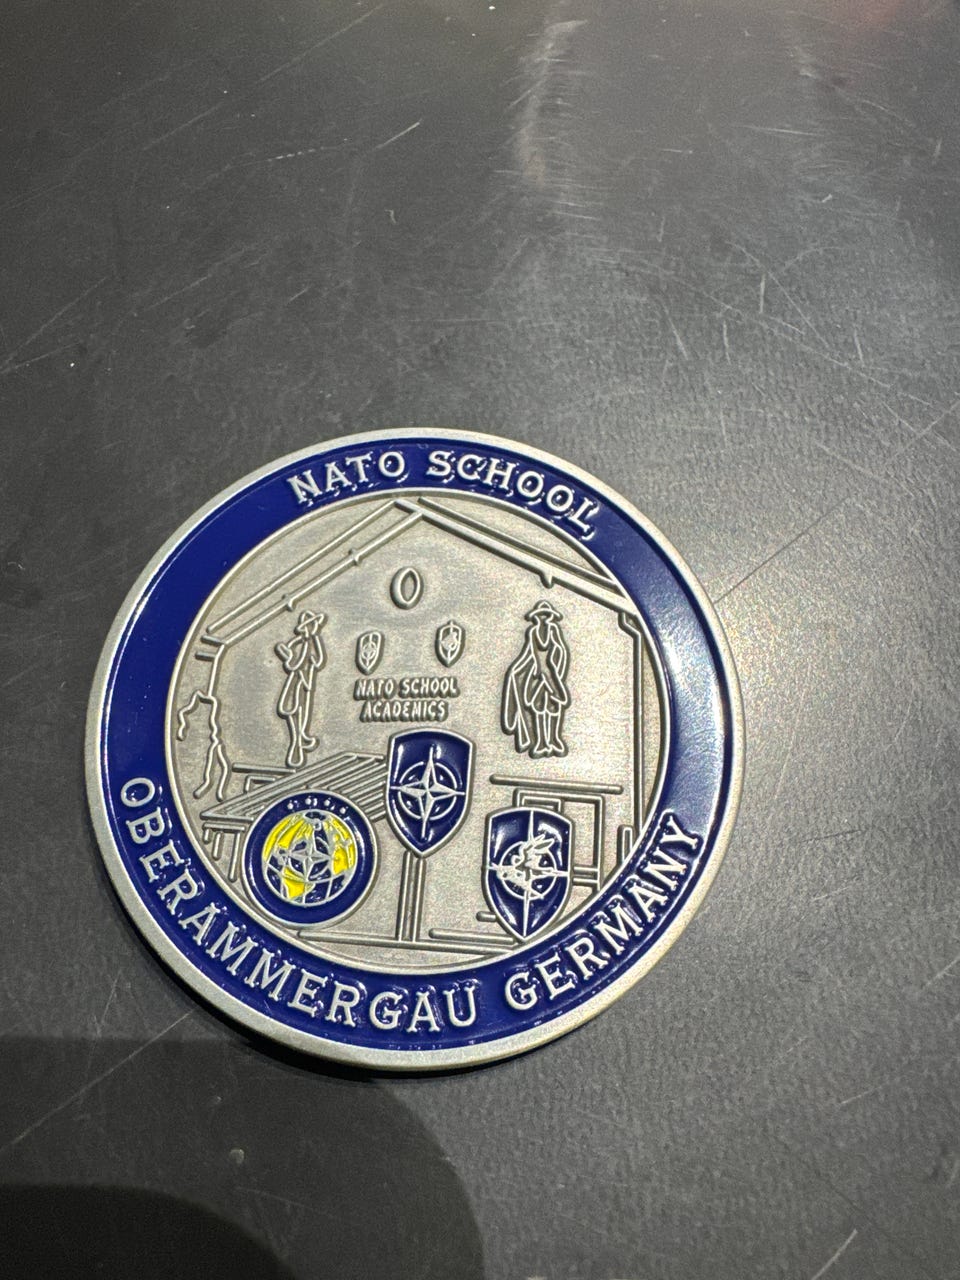 NATO SCHOOL
NATO SCHOOL
ACADEMICS
OBERAMMERGAU GERMANY